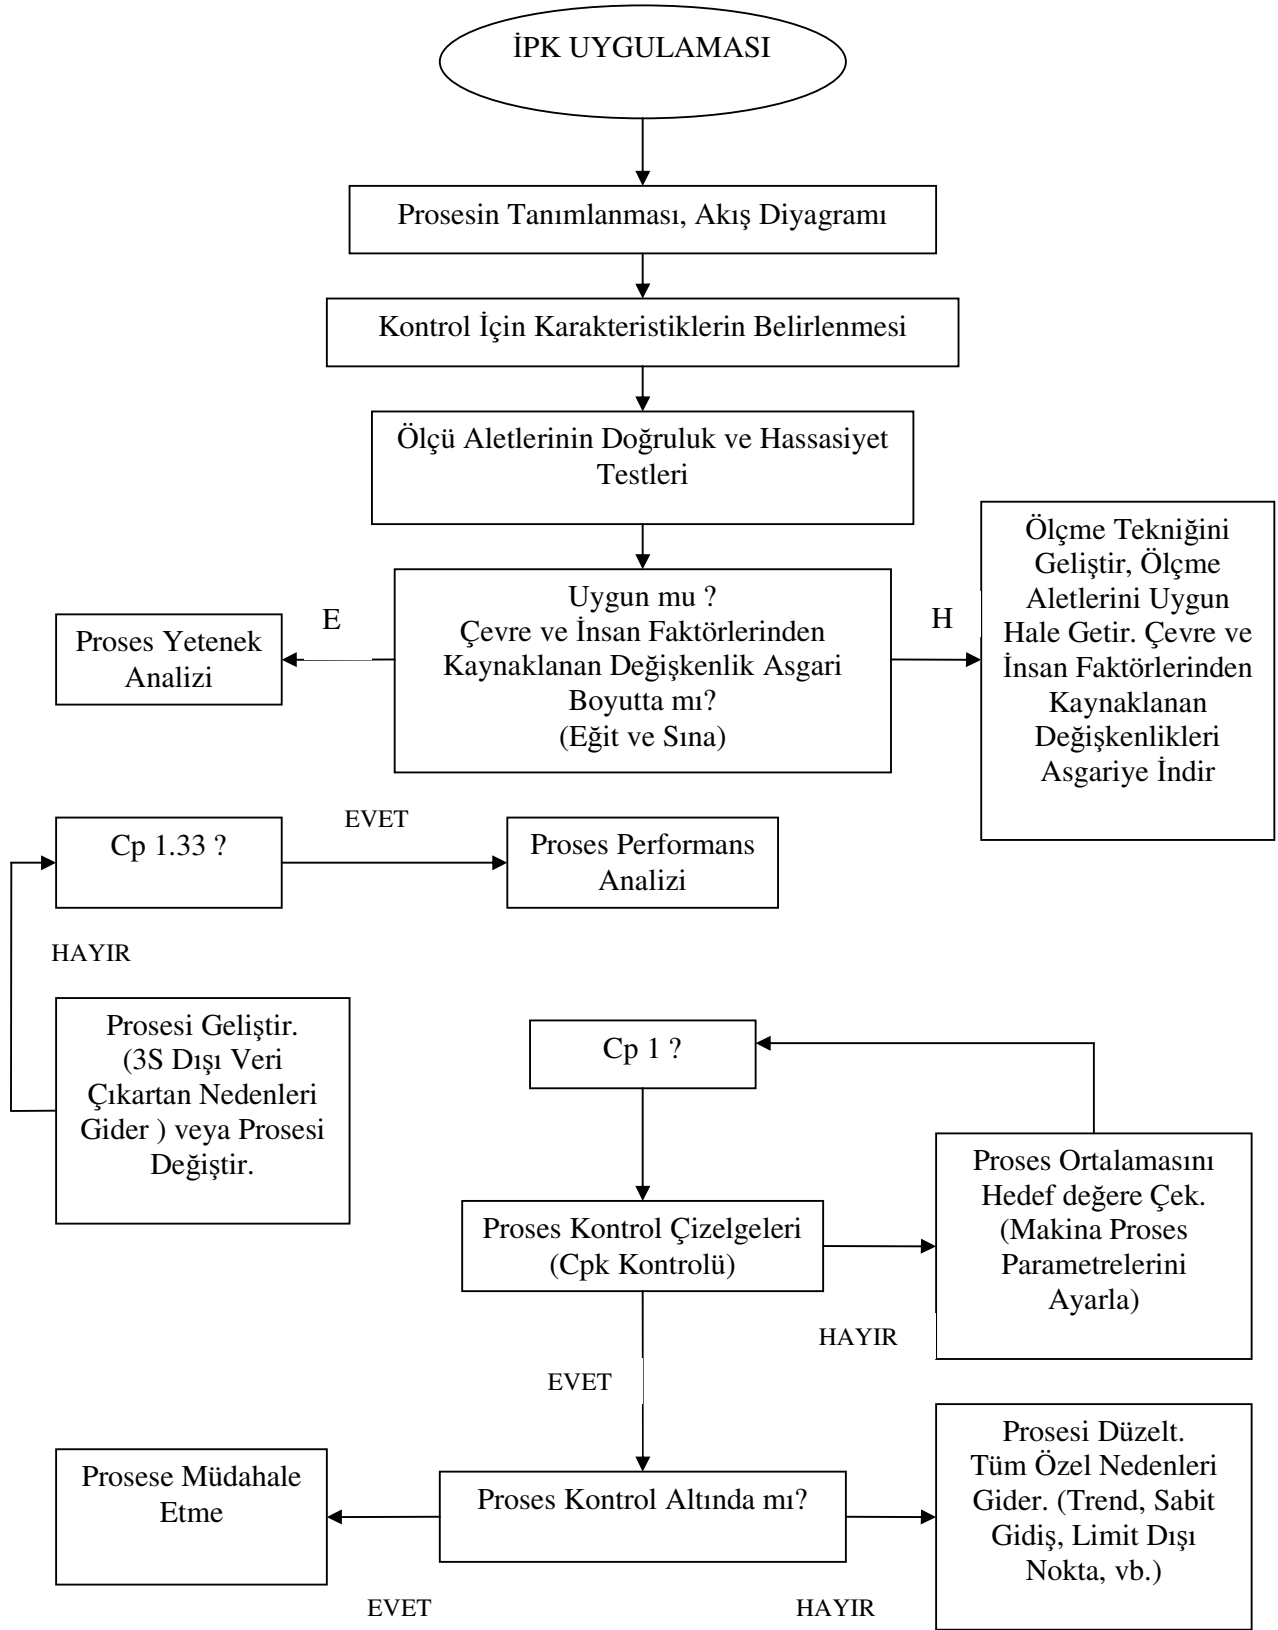 İPK UYGULAMASI
Prosesin Tanımlanması, Akış Diyagramı
Kontrol İçin Karakteristiklerin Belirlenmesi
Ölçü Aletlerinin Doğruluk ve Hassasiyet
Testleri
Uygun mu ?
Çevre ve İnsan Faktörlerinden
Kaynaklanan Değişkenlik Asgari
Boyutta mı?
(Eğit ve Sına)
E
Proses Yetenek
Analizi
H
Ölçme Tekniğini
Geliştir, Ölçme
Aletlerini Uygun
Hale Getir. Çevre ve
İnsan Faktörlerinden
Kaynaklanan
Değişkenlikleri
Asgariye İndir
Cp 1.33 ?
EVET
Proses Performans
Analizi
HAYIR
Prosesi Geliştir.
(3S Dışı Veri
Çıkartan Nedenleri
Gider ) veya Prosesi
Değiştir.
Cp 1 ?
Proses Kontrol Çizelgeleri
(Cpk Kontrolü)
Proses Ortalamasını
Hedef değere Çek.
(Makina Proses
Parametrelerini
Ayarla)
HAYIR
EVET
Proses Kontrol Altında mı?
Prosese Müdahale
Etme
EVET
Prosesi Düzelt.
Tüm Özel Nedenleri
Gider. (Trend, Sabit
Gidiş, Limit Dışı
Nokta, vb.)
HAYIR